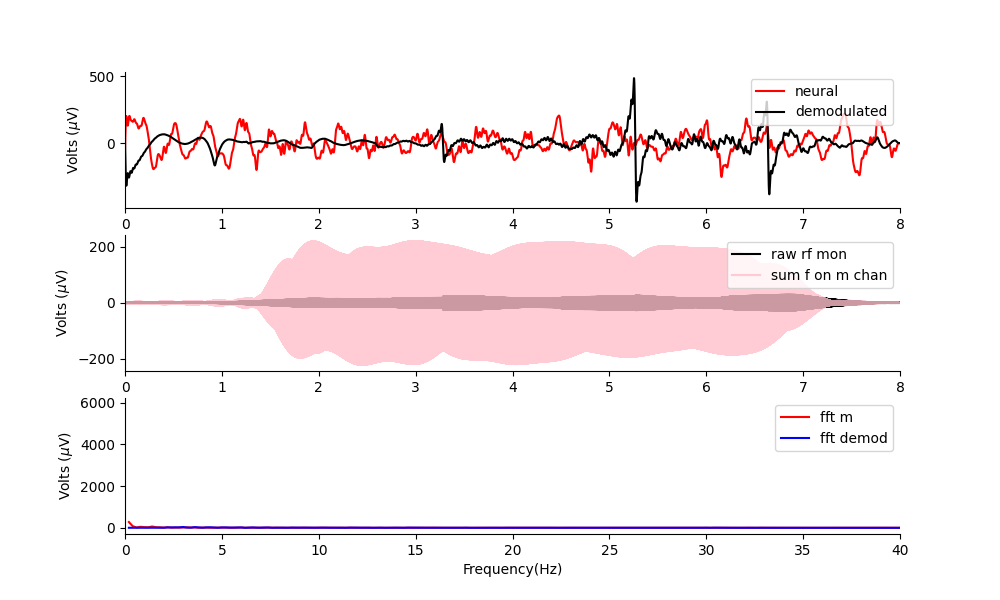 500
0
Volts (μV)
neural
demodulated
0 1 2 3 4 5 6 7 8
200
0
−200
Volts (μV)
raw rf mon
sum f on m chan
0 1 2 3 4 5 6 7 8
6000
4000
2000
0
Volts (μV)
fft m
fft demod
0 5 10 15 20 25 30 35 40
Frequency(Hz)